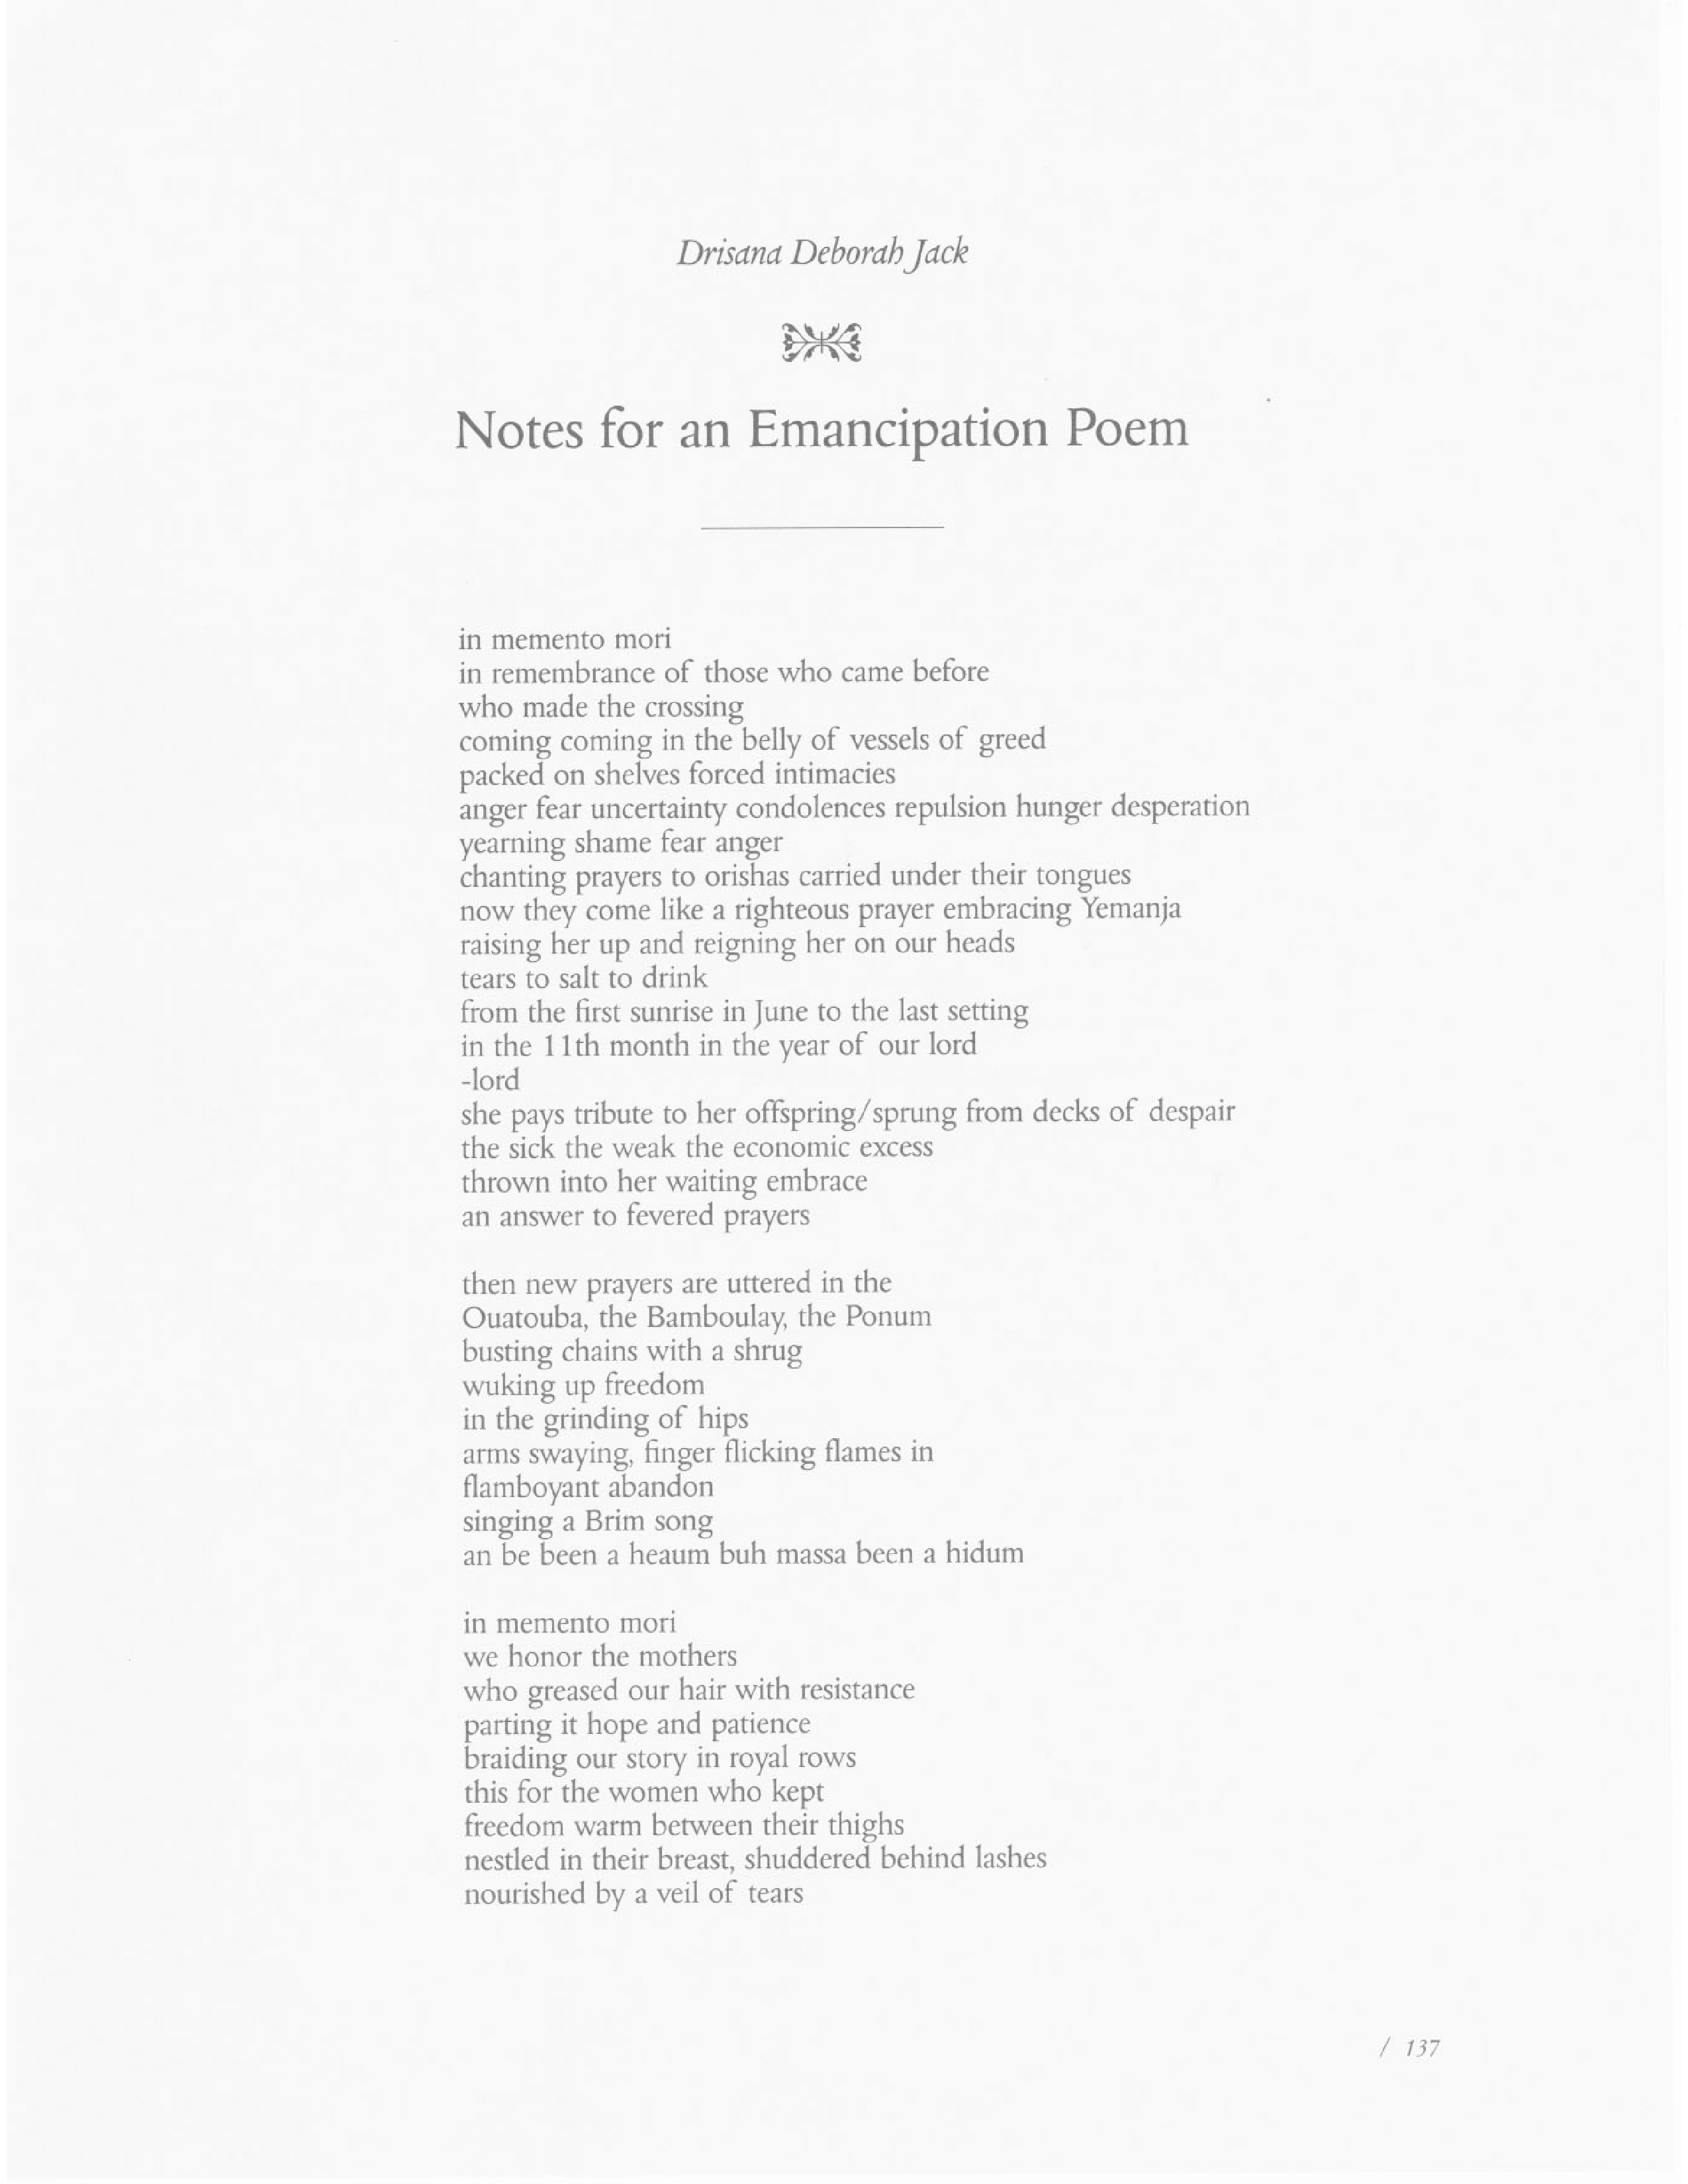 Drisana Deborah Jack
Notes for an Emancipation Poem
in memento mori
in remembrance of those who came before
who made the crossing
coming coming in the belly of vessels of greed
packed on shelves forced intimacies
anger fear uncertainty condolences repulsion hunger desperation
yearning shame fear anger
chanting prayers to orishas carried under their tongues
now they come like a righteous prayer embracing Yemanja
raising her up and reigning her on our heads
tears to salt to drink
from the first sunrise in June to the last setting
in the 11th month in the year of our lord
-lord
she pays tribute to her offspring/sprung from decks of despair
the sick the weak the economic excess
thrown into her waiting embrace
an answer to fevered prayers
then new prayers are uttered in the
Ouatouba, the Bamboulay, the Ponum
busting chains with a shrug
wuking up freedom
in the grinding of hips
arms swaying, finger flicking flames in
flamboyant abandon
singing a Brim song
an be been a heaum buh massa been a hidum
in memento mori
we honor the mothers
who greased our hair with resistance
parting it hope and patience
braiding our story in royal rows
this for the women who kept
freedom warm between their thighs
nestled in their breast, shuddered behind lashes
nourished by a veil of tears
/ 137